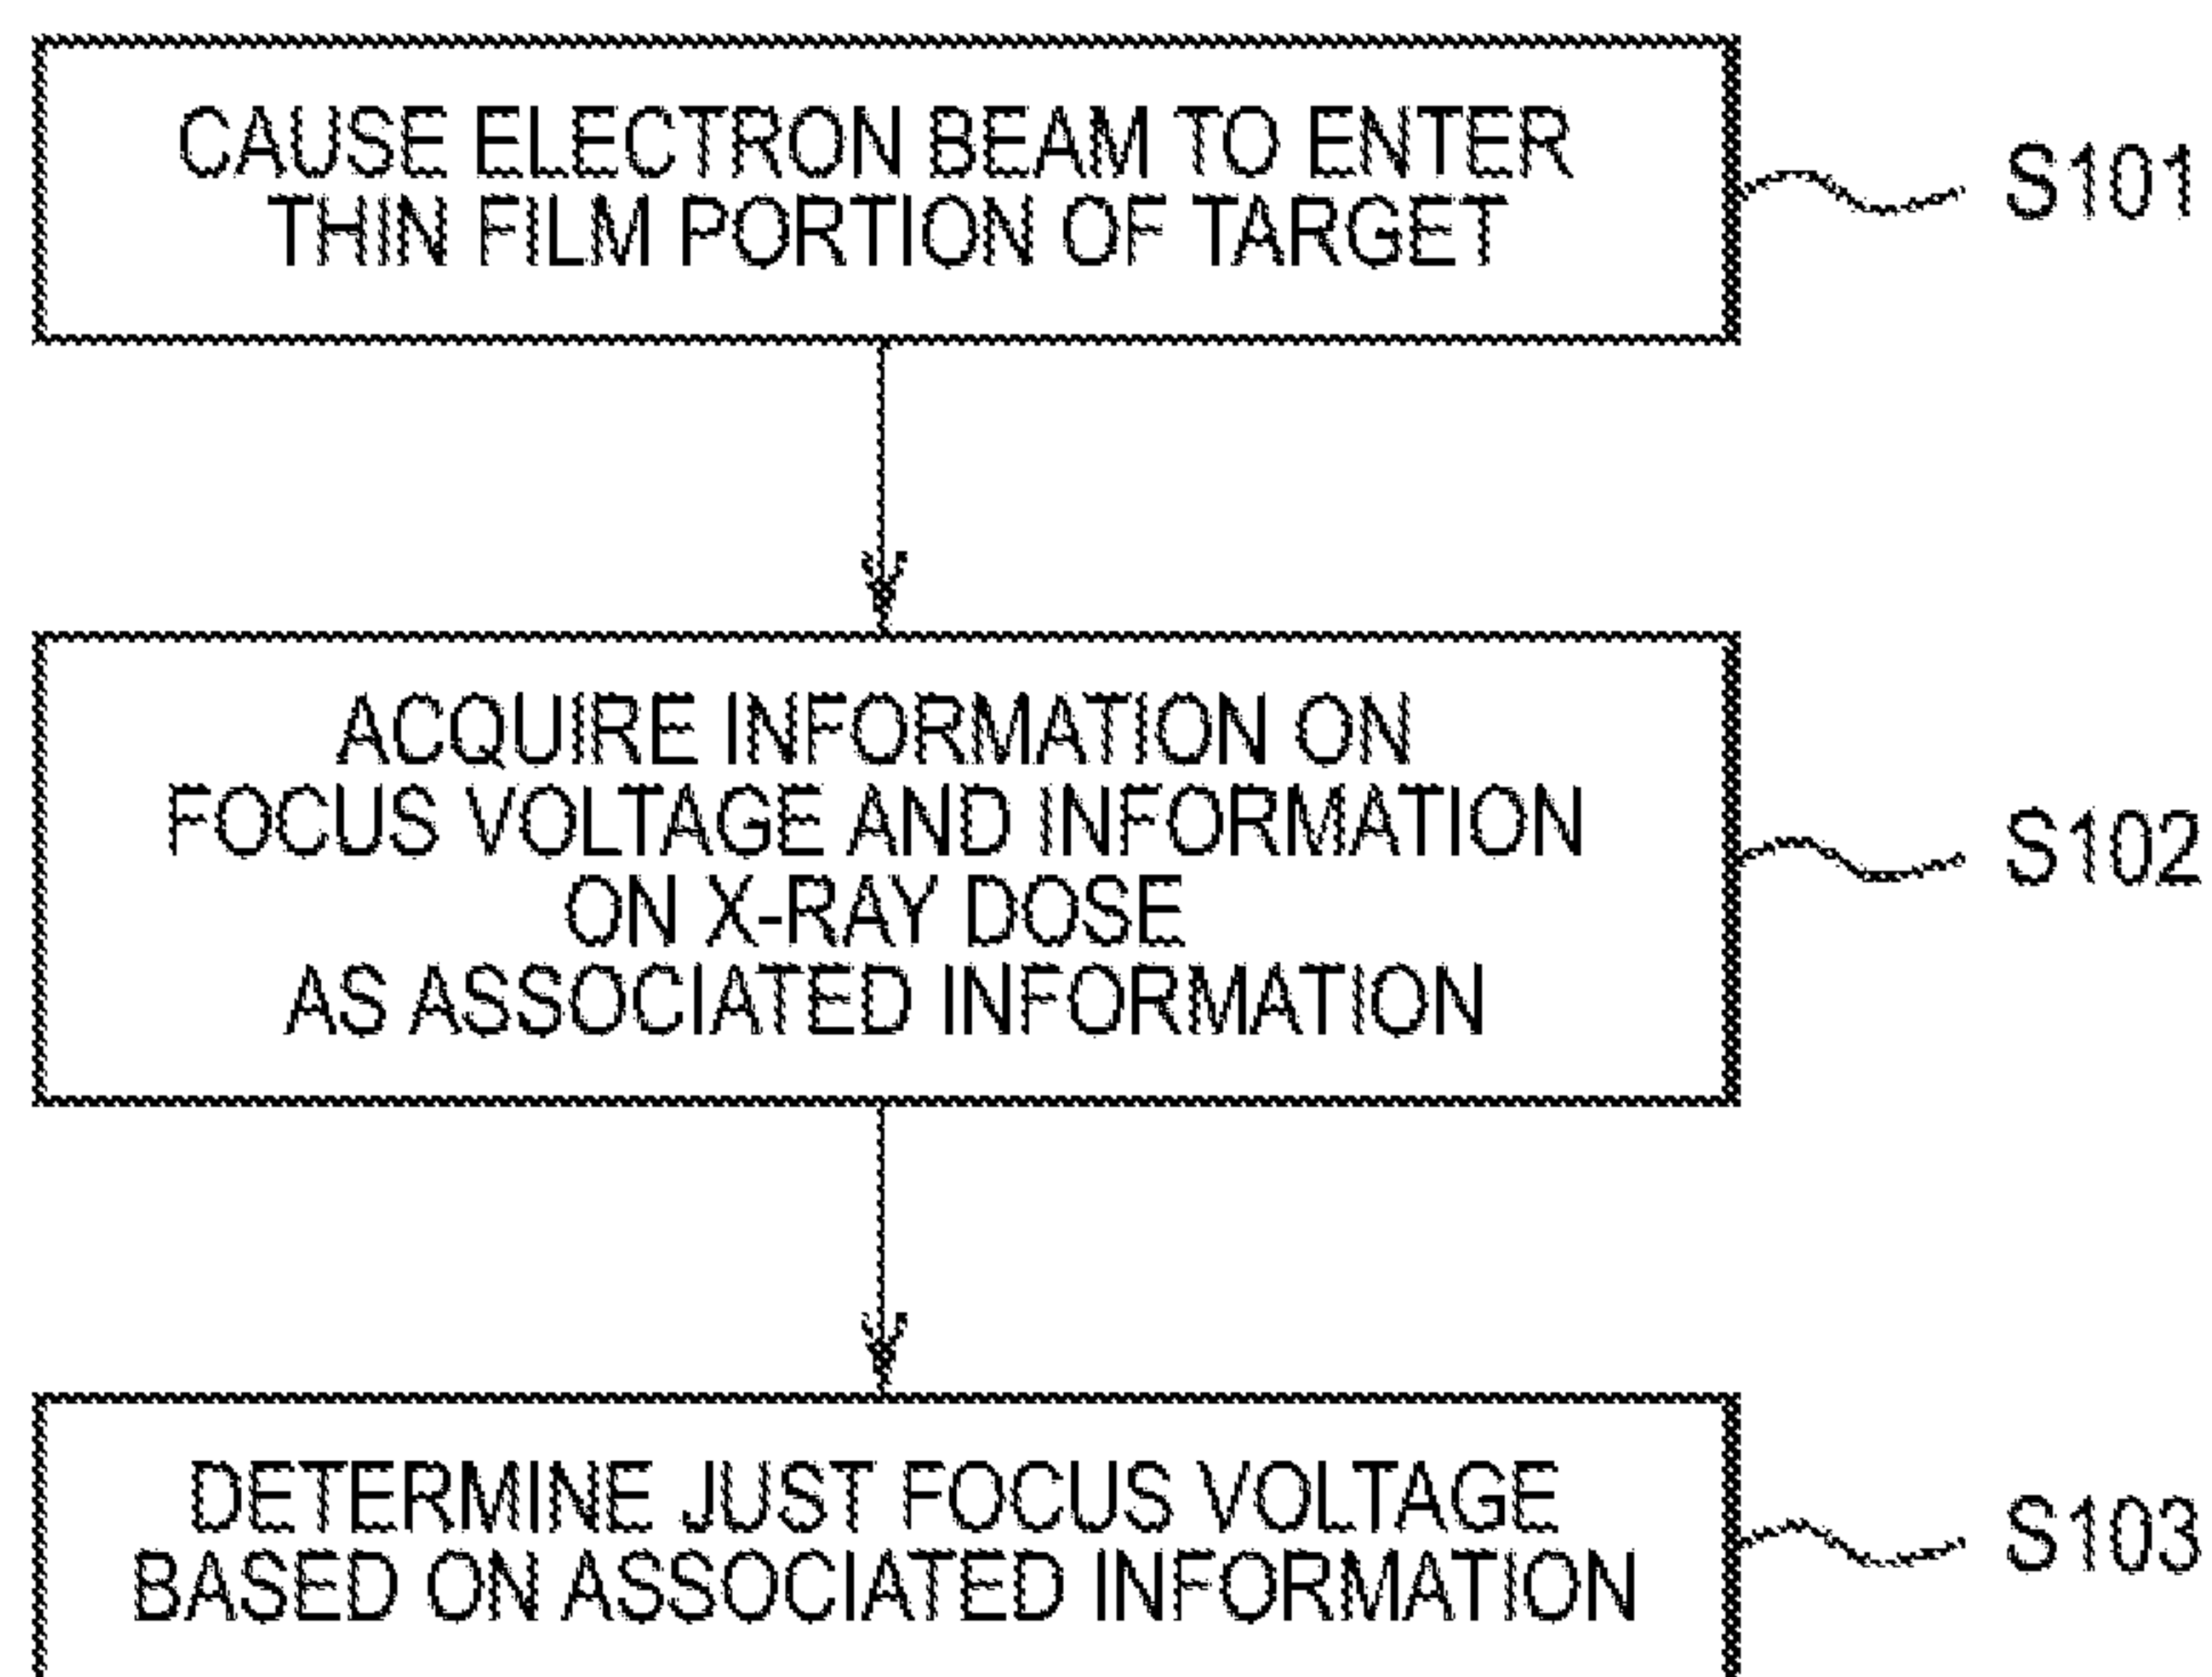 CAUSE ELECTRON BEAM TO ENTER
THIN FILM PORTION OF TARGET
S101
ACQUIRE INFORMATION ON
FOCUS VOLTAGE AND INFORMATION
ON X-RAY DOSE
AS ASSOCIATED INFORMATION
S102
DETERMINE JUST FOCUS VOLTAGE
BASED ON ASSOCIATED INFORMATION
S103